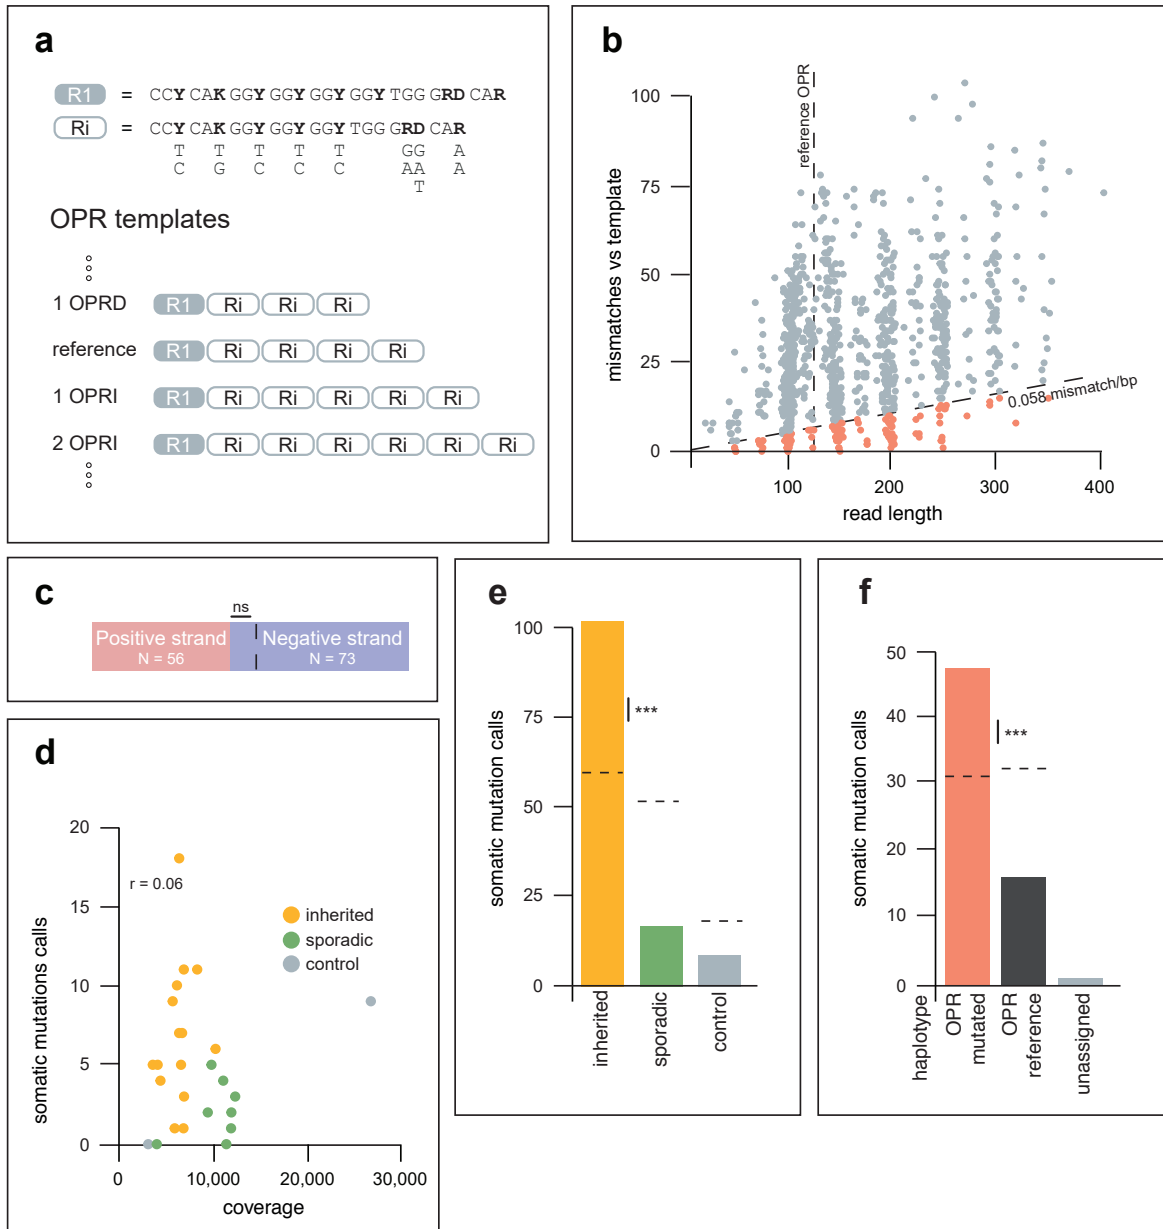 a
R1 = CCY CAK GGY GGY GGY GGY TGG GRD CAR
Ri = CCY CAK GGY GGY GGY TGG GRD CAR
T T T T T G G A
C G C C C A A A
T
OPR templates
1 OPRD R1 Ri Ri Ri
reference R1 Ri Ri Ri Ri
1 OPRI R1 Ri Ri Ri Ri Ri
2 OPRI R1 Ri Ri Ri Ri Ri Ri
b
mismatches vs template
100
75
50
25
0
reference OPR
0.058 mismatch/bp
100 200 300 400
read length
c
ns
Positive strand Negative strand
N = 56 N = 73
d
somatic mutations calls
20
15
10
5
0
r = 0.06
inherited
sporadic
control
0 10,000 20,000 30,000
coverage
e
somatic mutation calls
100
75
50
25
0
***
inherited
sporadic
control
f
somatic mutation calls
50
40
30
20
10
0
***
haplotype
OPR
mutated
OPR
reference
unassigned